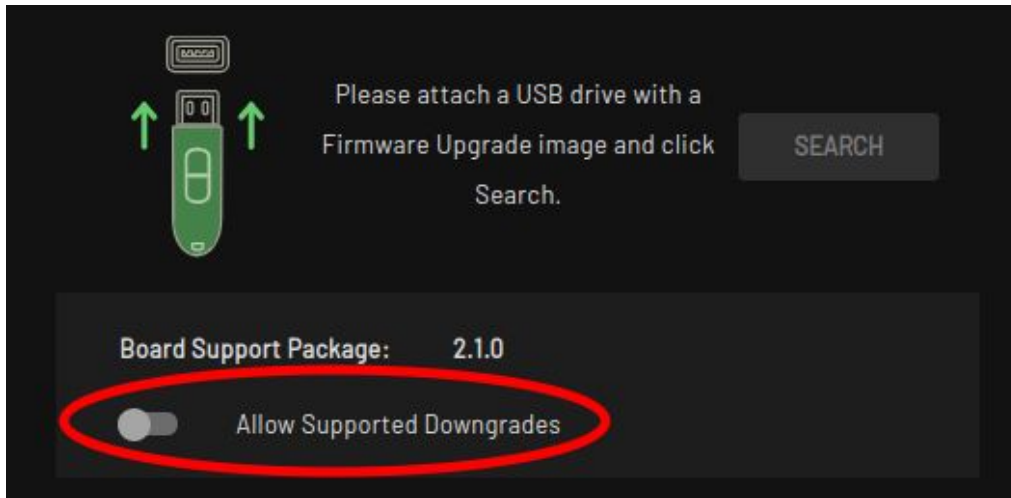 Please attach a USB drive with a
Firmware Upgrade image and click
Search.
SEARCH
Board Support Package: 2.1.0
Allow Supported Downgrades